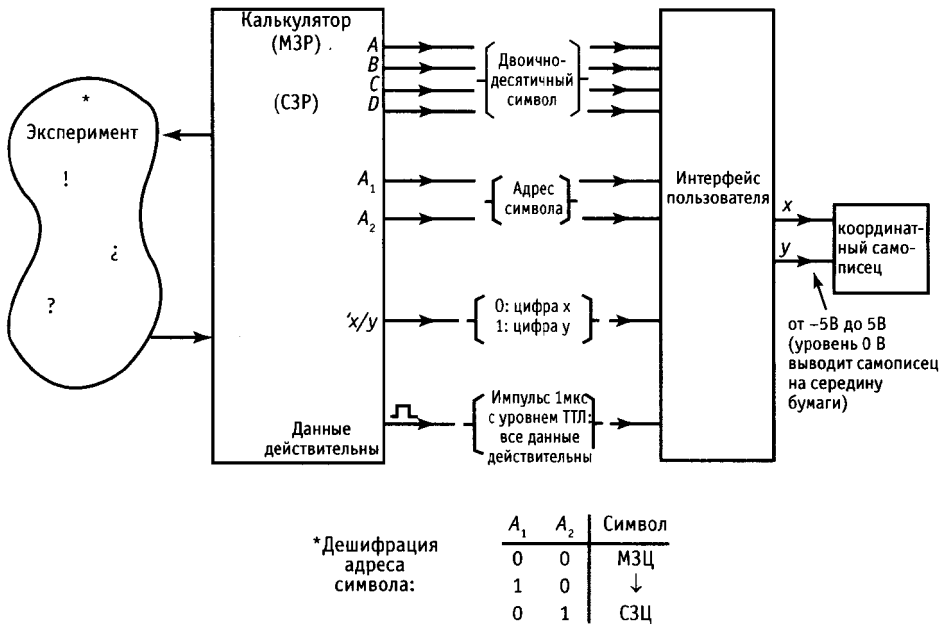 Калькулятор
(МЗР)
A
B
C
(СЗР)
D
Двоично-
десятичный
символ
*
Эксперимент
!
¿
?
A₁
A₂
Адрес
символа
Интерфейс
пользователя
x
y
координат-
ный само-
писец
'x/y
0: цифра x
1: цифра y
от –5В до 5В
(уровень 0 В
выводит самописец
на середину
бумаги)
Данные
действительны
Импульс 1мкс
с уровнем ТТЛ:
все данные
действительны
*Дешифрация
адреса
символа:
A₁ A₂ Символ
0 0 МЗЦ
1 0 ↓
0 1 СЗЦ